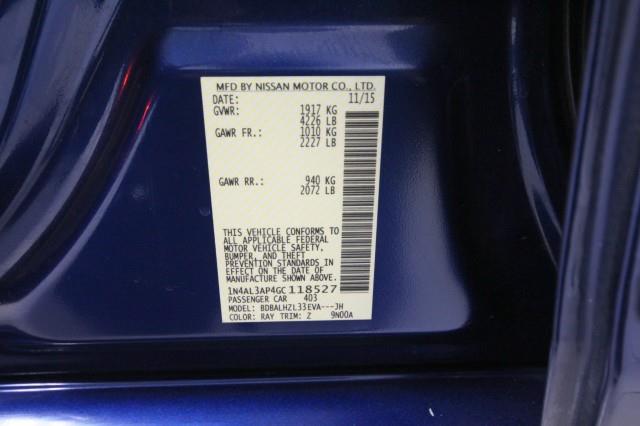 MFD BY NISSAN MOTOR CO., LTD.
DATE: 11/15
GVWR: 1917 KG
4226 LB
GAWR FR.: 1010 KG
2227 LB
GAWR RR.: 940 KG
2072 LB
THIS VEHICLE CONFORMS TO
ALL APPLICABLE FEDERAL
MOTOR VEHICLE SAFETY,
BUMPER, AND THEFT
PREVENTION STANDARDS IN
EFFECT ON THE DATE OF
MANUFACTURE SHOWN ABOVE.
1N4AL3AP4GC118527
PASSENGER CAR 403
MODEL: BDBALHZL33EVA---JH
COLOR: RAY TRIM: Z 9N00A